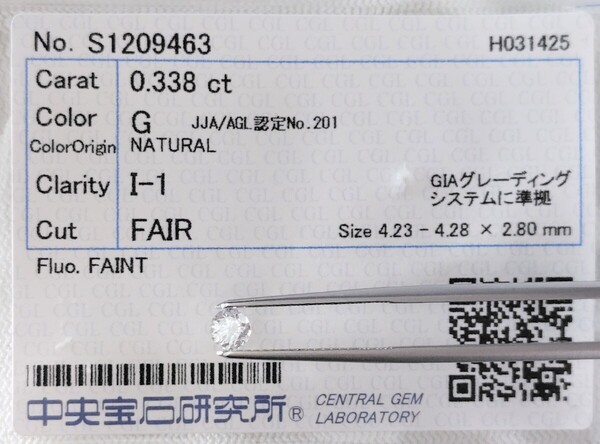 No. S1209463 H031425
Carat 0.338 ct
Color G JJA/AGL認定No.201
ColorOrigin NATURAL
Clarity I-1 GIAグレーディング
システムに準拠
Cut FAIR Size 4.23 - 4.28 × 2.80 mm
Fluo. FAINT
中央宝石研究所® CENTRAL GEM
LABORATORY